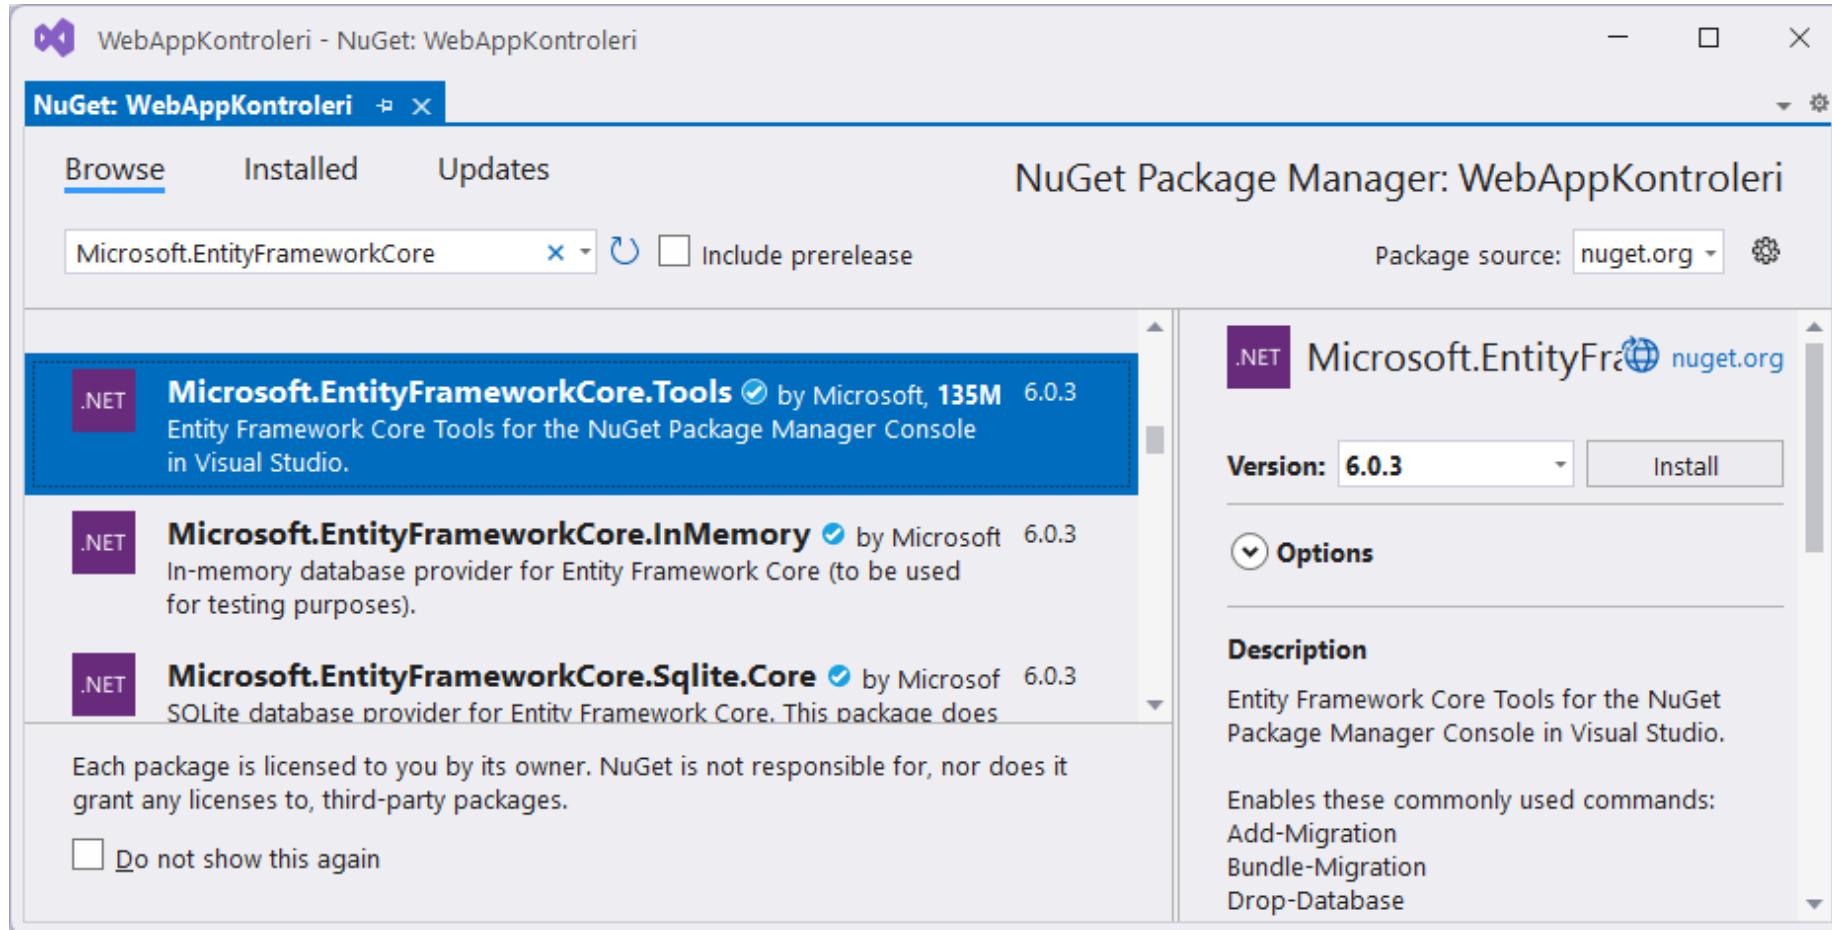 WebAppKontroleri - NuGet: WebAppKontroleri
NuGet: WebAppKontroleri
Browse Installed Updates
NuGet Package Manager: WebAppKontroleri
Microsoft.EntityFrameworkCore
Include prerelease
Package source: nuget.org
.NET Microsoft.EntityFrameworkCore.Tools by Microsoft, 135M 6.0.3
Entity Framework Core Tools for the NuGet Package Manager Console
in Visual Studio.
.NET Microsoft.EntityFrameworkCore.InMemory by Microsoft 6.0.3
In-memory database provider for Entity Framework Core (to be used
for testing purposes).
.NET Microsoft.EntityFrameworkCore.Sqlite.Core by Microsof 6.0.3
SQLite database provider for Entity Framework Core. This package does
Each package is licensed to you by its owner. NuGet is not responsible for, nor does it
grant any licenses to, third-party packages.
Do not show this again
.NET Microsoft.EntityFra nuget.org
Version: 6.0.3 Install
Options
Description
Entity Framework Core Tools for the NuGet
Package Manager Console in Visual Studio.
Enables these commonly used commands:
Add-Migration
Bundle-Migration
Drop-Database